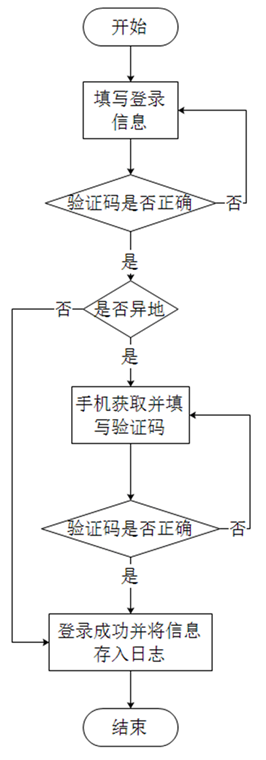 开始
填写登录
信息
验证码是否正确
否
是
否
是否异地
是
手机获取并填
写验证码
验证码是否正确
否
是
登录成功并将信息
存入日志
结束